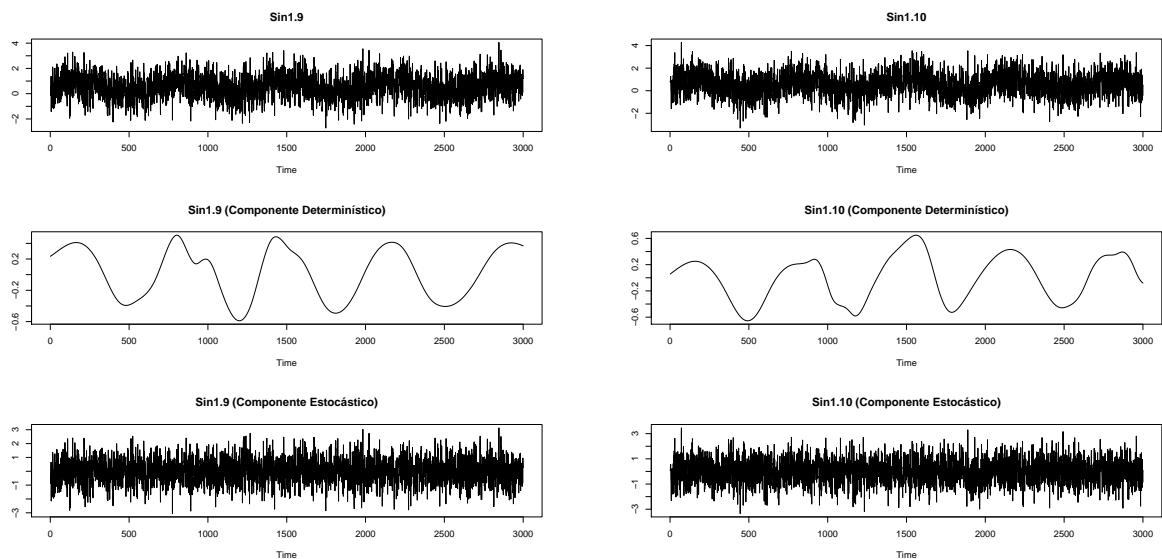 Sin1.9
4
2
0
−2
0 500 1000 1500 2000 2500 3000
Time
Sin1.10
4
2
0
−2
0 500 1000 1500 2000 2500 3000
Time
Sin1.9 (Componente Determinístico)
0.2
−0.2
−0.6
0 500 1000 1500 2000 2500 3000
Time
Sin1.10 (Componente Determinístico)
0.6
0.2
−0.2
−0.6
0 500 1000 1500 2000 2500 3000
Time
Sin1.9 (Componente Estocástico)
3
1
−1
−3
0 500 1000 1500 2000 2500 3000
Time
Sin1.10 (Componente Estocástico)
3
1
−1
−3
0 500 1000 1500 2000 2500 3000
Time